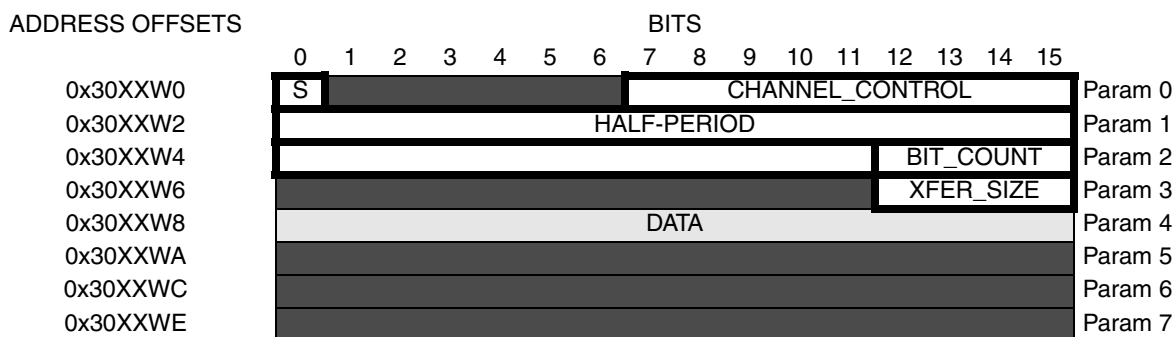 ADDRESS OFFSETS BITS
0 1 2 3 4 5 6 7 8 9 10 11 12 13 14 15
0x30XXW0 S CHANNEL_CONTROL Param 0
0x30XXW2 HALF-PERIOD Param 1
0x30XXW4 BIT_COUNT Param 2
0x30XXW6 XFER_SIZE Param 3
0x30XXW8 DATA Param 4
0x30XXWA Param 5
0x30XXWC Param 6
0x30XXWE Param 7